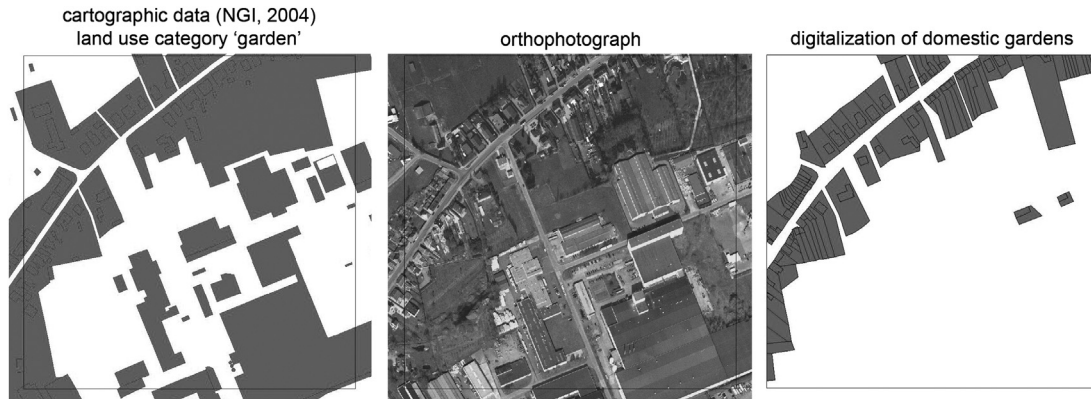 cartographic data (NGI, 2004)
land use category ‘garden’
orthophotograph
digitalization of domestic gardens